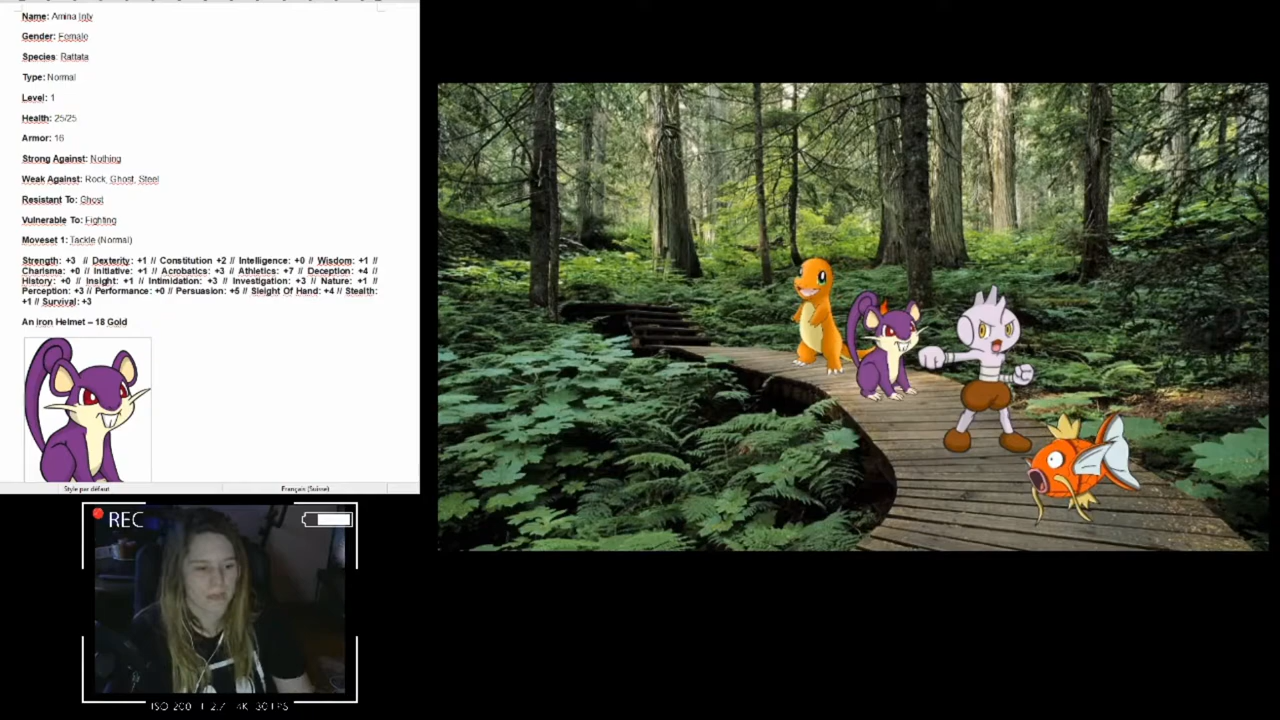 Name: Amina Inly
Gender: Female
Species: Rattata
Type: Normal
Level: 1
Health: 25/25
Armor: 16
Strong Against: Nothing
Weak Against: Rock, Ghost, Steel
Resistant To: Ghost
Vulnerable To: Fighting
Moveset 1: Tackle (Normal)
Strength: +3 // Dexterity: +1 // Constitution +2 // Intelligence: +0 // Wisdom: +1 //
Charisma: +0 // Initiative: +1 // Acrobatics: +3 // Athletics: +7 // Deception: +4 //
History: +0 // Insight: +1 // Intimidation: +3 // Investigation: +3 // Nature: +1 //
Perception: +3 // Performance: +0 // Persuasion: +5 // Sleight Of Hand: +4 // Stealth:
+1 // Survival: +3
An iron Helmet – 18 Gold
Style par défaut
Français (Suisse)
REC
ISO 200 4K 30 FPS